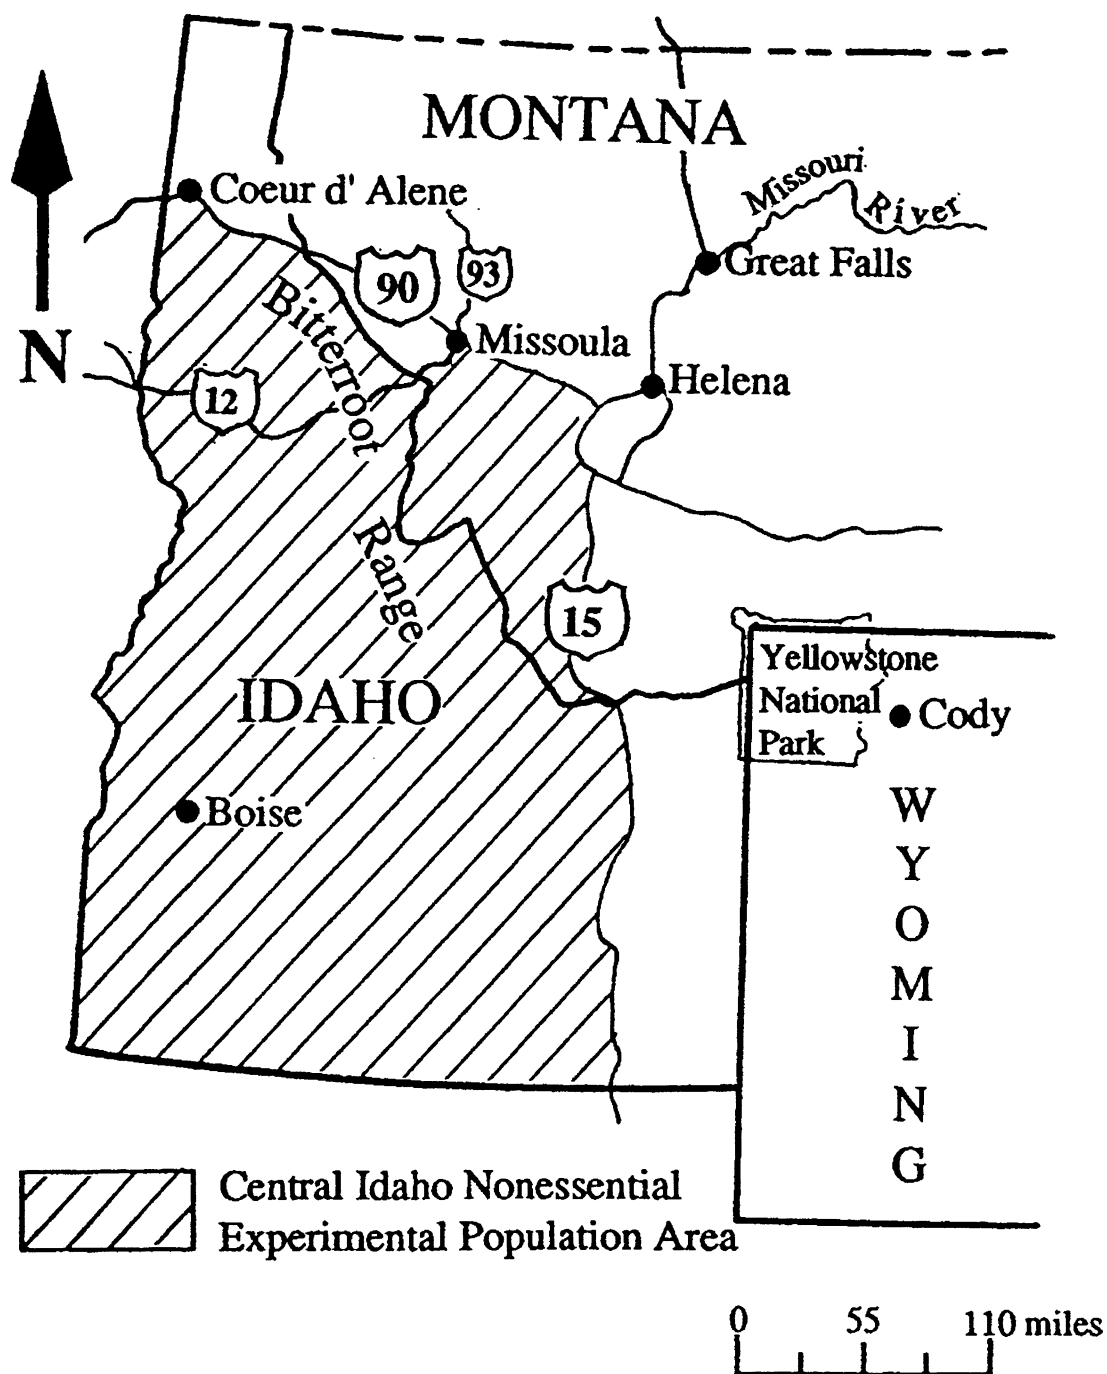 MONTANA
Coeur d' Alene
Missouri
River
93
90
Great Falls
Bitterroot
Missoula
N
12
Helena
Range
15
Yellowstone
National
Park
Cody
IDAHO
Boise
WYOMING
Central Idaho Nonessential
Experimental Population Area
0 55 110 miles